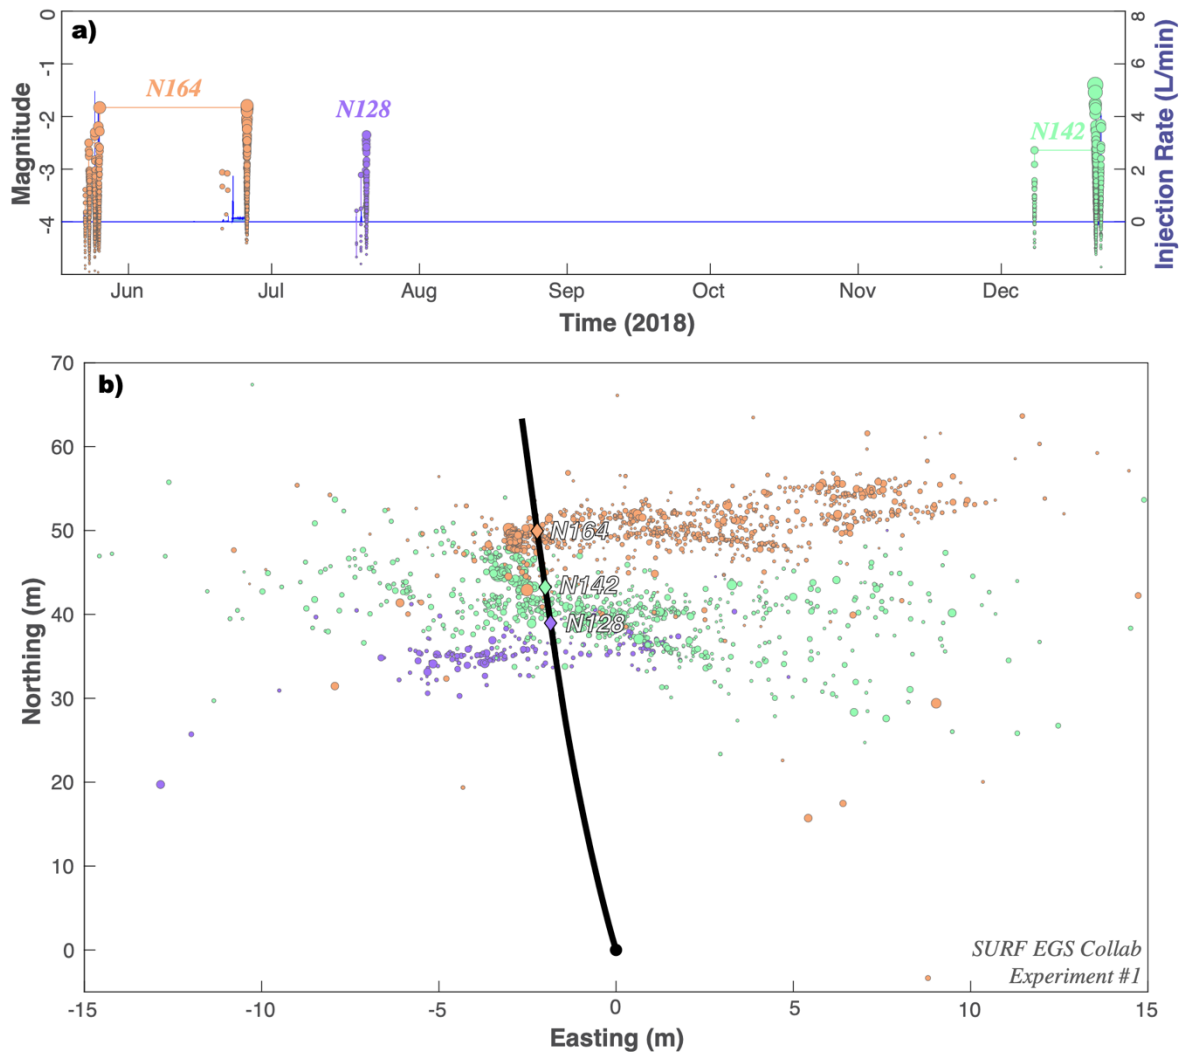 a)
0
-1
-2
-3
-4
Magnitude
N164
N128
N142
8
6
4
2
0
Injection Rate (L/min)
Jun Jul Aug Sep Oct Nov Dec
Time (2018)
b)
70
60
50
40
30
20
10
0
Northing (m)
N164
N142
N128
SURF EGS Collab
Experiment #1
-15 -10 -5 0 5 10 15
Easting (m)